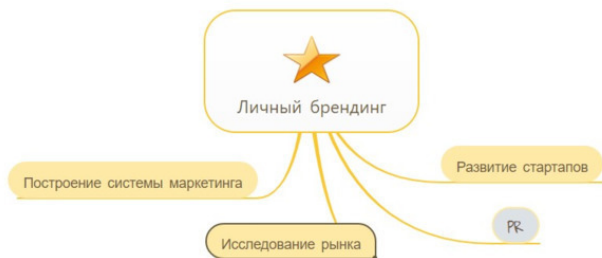 Личный брендинг
Построение системы маркетинга
Развитие стартапов
PR
Исследование рынка